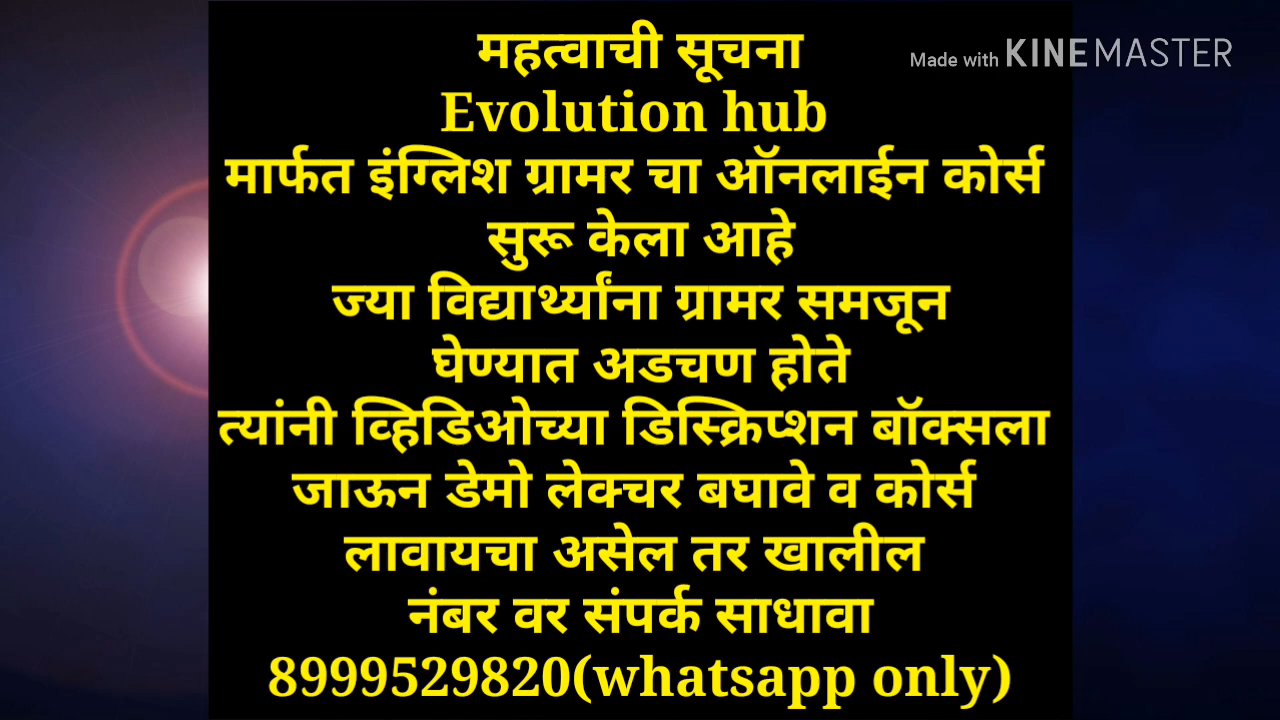 महत्वाची सूचना
Made with KINEMASTER
Evolution hub
मार्फत इंग्लिश ग्रामर चा ऑनलाईन कोर्स
सुरू केला आहे
ज्या विद्यार्थ्यांना ग्रामर समजून
घेण्यात अडचण होते
त्यांनी व्हिडिओच्या डिस्क्रिप्शन बॉक्सला
जाऊन डेमो लेक्चर बघावे व कोर्स
लावायचा असेल तर खालील
नंबर वर संपर्क साधावा
8999529820(whatsapp only)